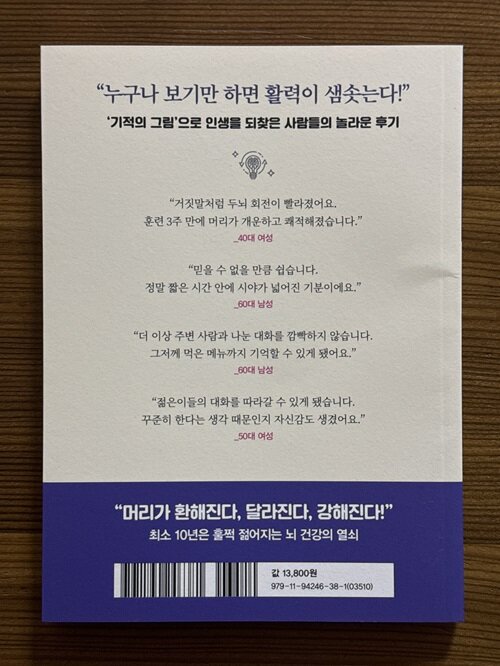 “누구나 보기만 하면 활력이 샘솟는다!”
‘기적의 그림’으로 인생을 되찾은 사람들의 놀라운 후기
“거짓말처럼 두뇌 회전이 빨라졌어요.
훈련 3주 만에 머리가 개운하고 쾌적해졌습니다.”
_40대 여성
“믿을 수 없을 만큼 쉽습니다.
정말 짧은 시간 안에 시야가 넓어진 기분이에요.”
_60대 남성
“더 이상 주변 사람과 나눈 대화를 깜빡하지 않습니다.
그저께 먹은 메뉴까지 기억할 수 있게 됐어요.”
_60대 남성
“젊은이들의 대화를 따라갈 수 있게 됐습니다.
꾸준히 한다는 생각 때문인지 자신감도 생겼어요.”
_50대 여성
“머리가 환해진다, 달라진다, 강해진다!”
최소 10년은 훌쩍 젊어지는 뇌 건강의 열쇠
값 13,800원
979-11-94246-38-1(03510)